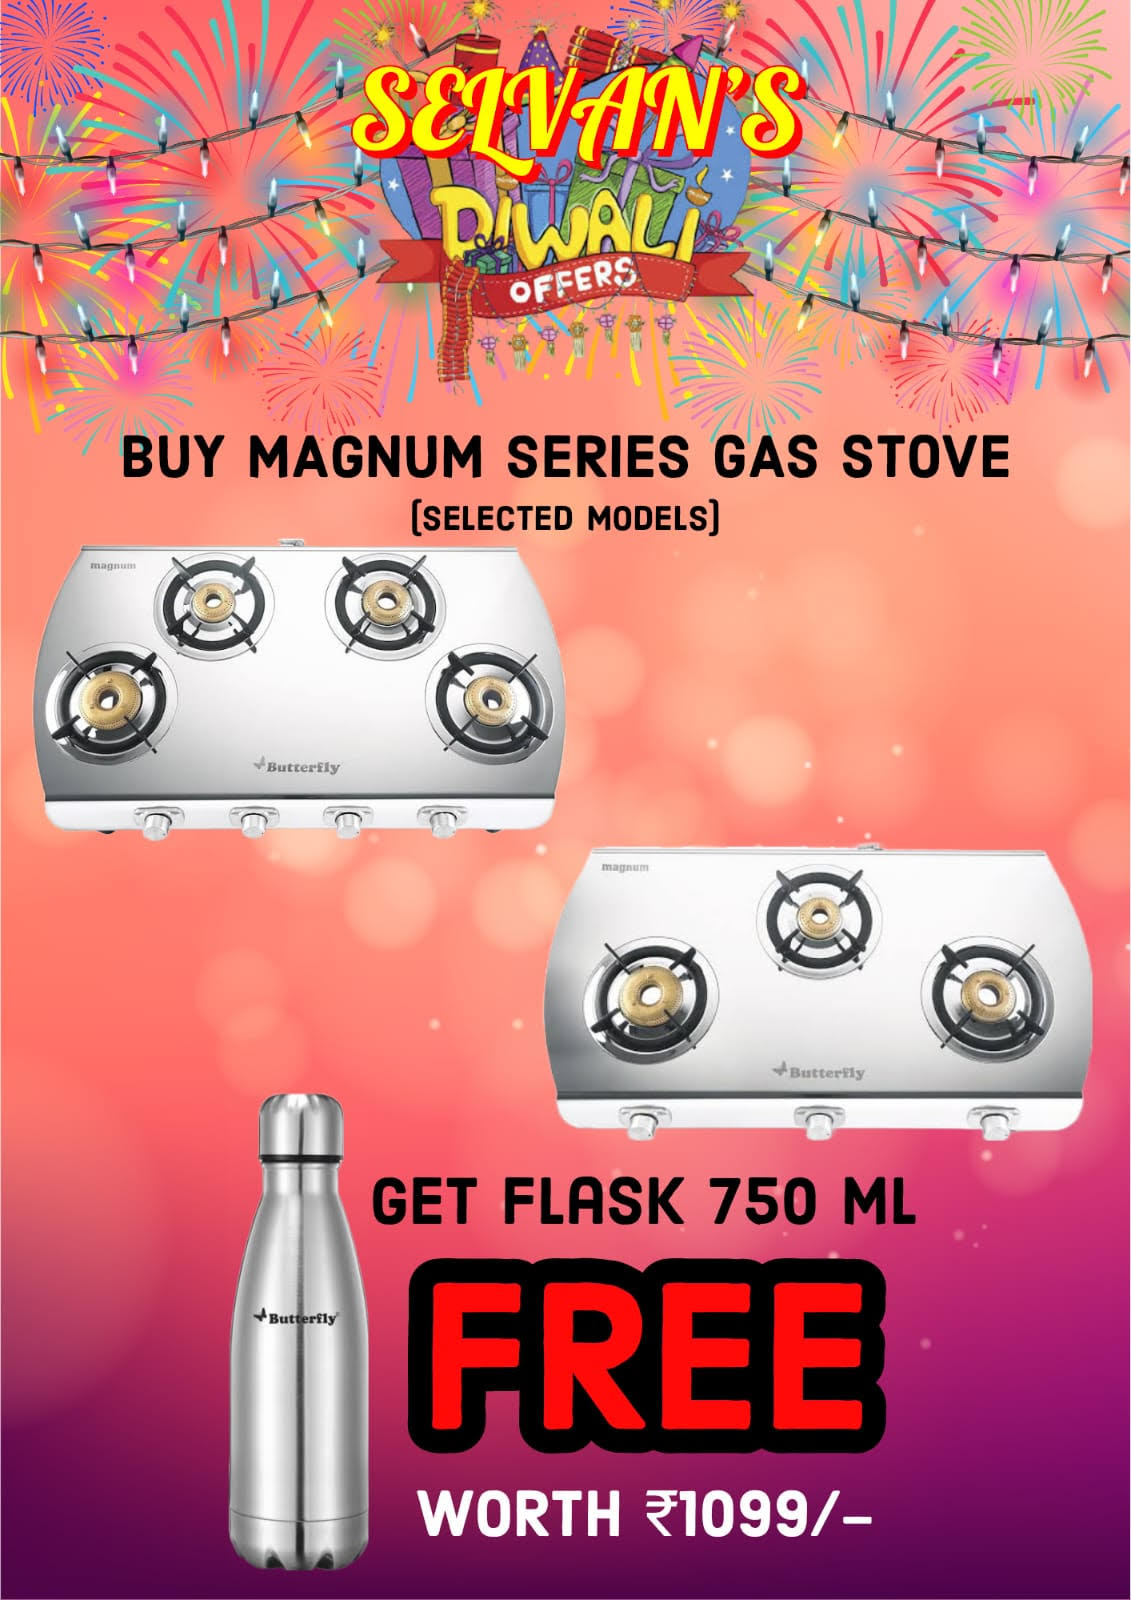 SELVAN'S
DIWALI
OFFERS
BUY MAGNUM SERIES GAS STOVE
(SELECTED MODELS)
magnum
Butterfly
magnum
Butterfly
GET FLASK 750 ML
Butterfly
FREE
WORTH ₹1099/-